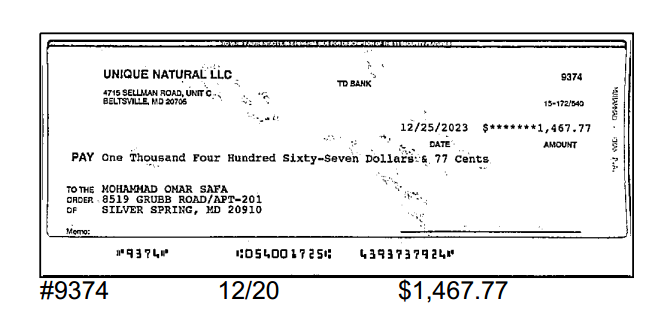 UNIQUE NATURAL LLC
4715 SELLMAN ROAD, UNIT C
BELTSVILLE, MD 20705
TD BANK
9374
15-172/540
12/25/2023 $*******1,467.77
DATE AMOUNT
PAY One Thousand Four Hundred Sixty-Seven Dollars & 77 Cents
TO THE MOHAMMAD OMAR SAFA
ORDER 8519 GRUBB ROAD/APT-201
OF SILVER SPRING, MD 20910
Memo:
⑈9374⑈ ⑆054001725⑆ 4393737924⑈
#9374 12/20 $1,467.77